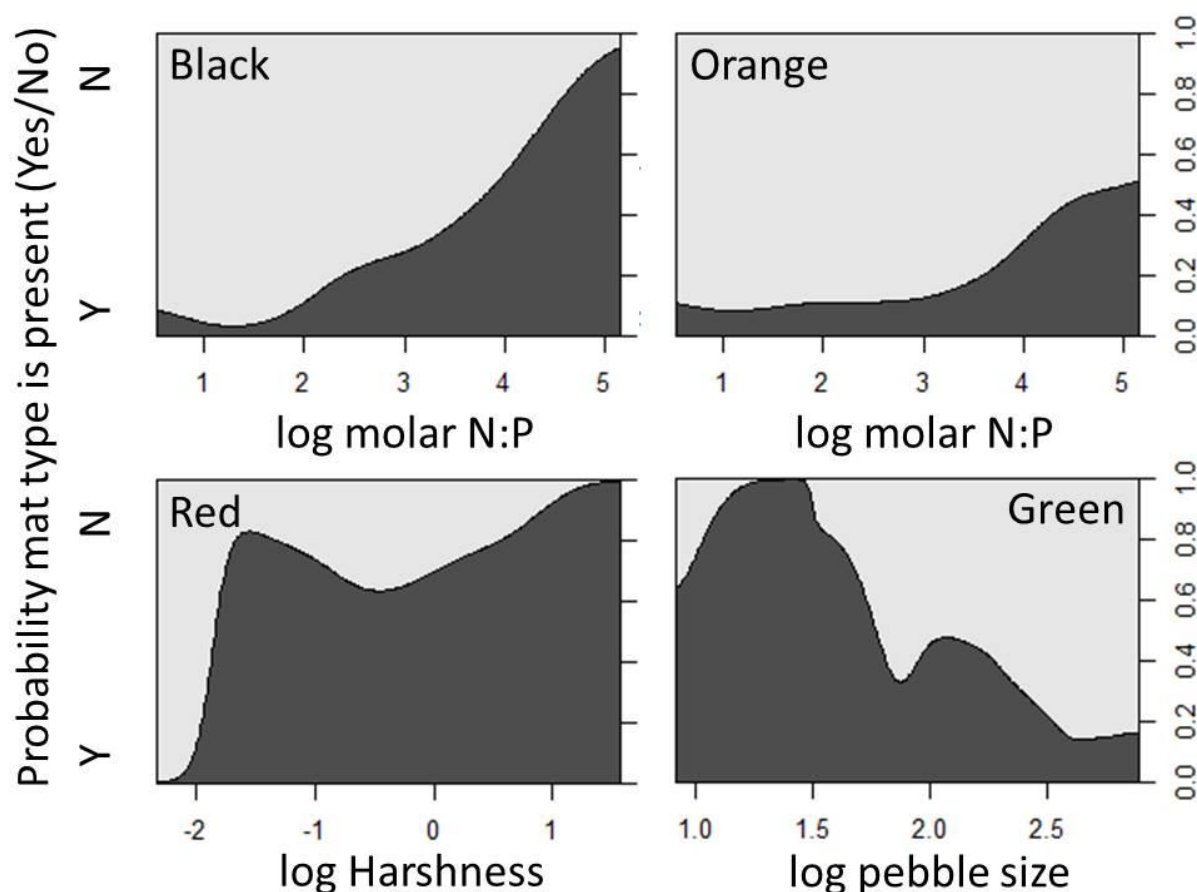 Probability mat type is present (Yes/No)
N
Y
N
Y
Black
1 2 3 4 5
log molar N:P
Orange
1 2 3 4 5
log molar N:P
0.0 0.2 0.4 0.6 0.8 1.0
Red
-2 -1 0 1
log Harshness
Green
1.0 1.5 2.0 2.5
log pebble size
0.0 0.2 0.4 0.6 0.8 1.0